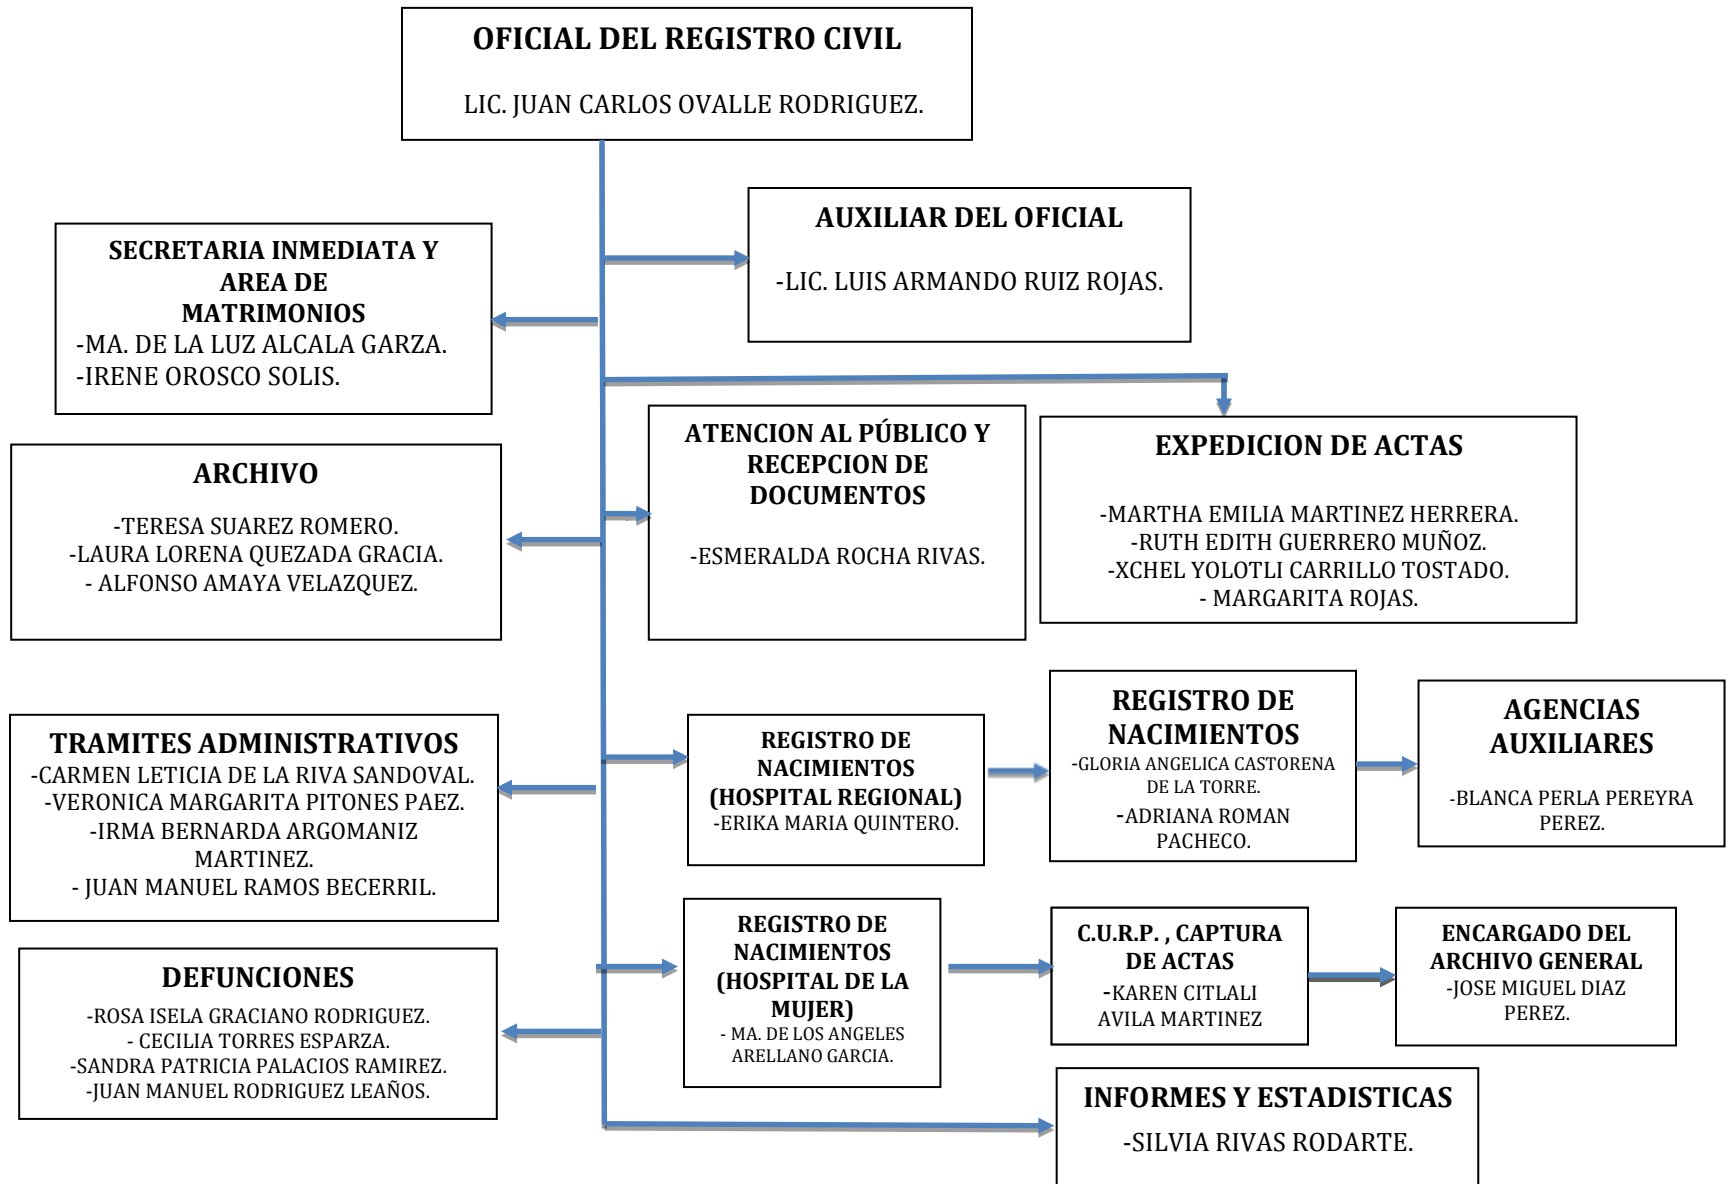 OFICIAL DEL REGISTRO CIVIL
LIC. JUAN CARLOS OVALLE RODRIGUEZ.
AUXILIAR DEL OFICIAL
-LIC. LUIS ARMANDO RUIZ ROJAS.
SECRETARIA INMEDIATA Y
AREA DE
MATRIMONIOS
-MA. DE LA LUZ ALCALA GARZA.
-IRENE OROSCO SOLIS.
ATENCION AL PÚBLICO Y
RECEPCION DE
DOCUMENTOS
-ESMERALDA ROCHA RIVAS.
EXPEDICION DE ACTAS
-MARTHA EMILIA MARTINEZ HERRERA.
-RUTH EDITH GUERRERO MUÑOZ.
-XCHEL YOLOTLI CARRILLO TOSTADO.
- MARGARITA ROJAS.
ARCHIVO
-TERESA SUAREZ ROMERO.
-LAURA LORENA QUEZADA GRACIA.
- ALFONSO AMAYA VELAZQUEZ.
TRAMITES ADMINISTRATIVOS
-CARMEN LETICIA DE LA RIVA SANDOVAL.
-VERONICA MARGARITA PITONES PAEZ.
-IRMA BERNARDA ARGOMANIZ
MARTINEZ.
- JUAN MANUEL RAMOS BECERRIL.
REGISTRO DE
NACIMIENTOS
(HOSPITAL REGIONAL)
-ERIKA MARIA QUINTERO.
REGISTRO DE
NACIMIENTOS
-GLORIA ANGELICA CASTORENA
DE LA TORRE.
-ADRIANA ROMAN
PACHECO.
AGENCIAS
AUXILIARES
-BLANCA PERLA PEREYRA
PEREZ.
DEFUNCIONES
-ROSA ISELA GRACIANO RODRIGUEZ.
- CECILIA TORRES ESPARZA.
-SANDRA PATRICIA PALACIOS RAMIREZ.
-JUAN MANUEL RODRIGUEZ LEAÑOS.
REGISTRO DE
NACIMIENTOS
(HOSPITAL DE LA
MUJER)
- MA. DE LOS ANGELES
ARELLANO GARCIA.
C.U.R.P. , CAPTURA
DE ACTAS
-KAREN CITLALI
AVILA MARTINEZ
ENCARGADO DEL
ARCHIVO GENERAL
-JOSE MIGUEL DIAZ
PEREZ.
INFORMES Y ESTADISTICAS
-SILVIA RIVAS RODARTE.